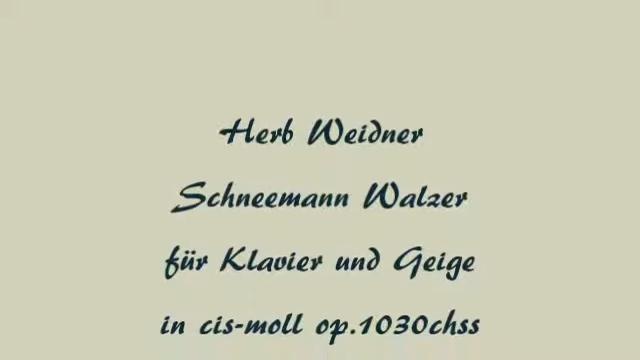 Herb Weidner
Schneemann Walzer
für Klavier und Geige
in cis-moll op.1030chss